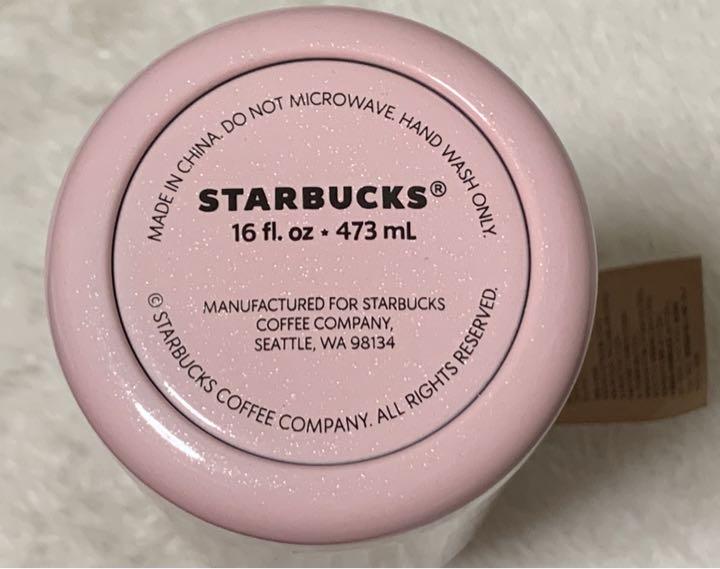 MADE IN CHINA. DO NOT MICROWAVE. HAND WASH ONLY.
STARBUCKS®
16 fl. oz • 473 mL
MANUFACTURED FOR STARBUCKS
COFFEE COMPANY,
SEATTLE, WA 98134
© STARBUCKS COFFEE COMPANY. ALL RIGHTS RESERVED.